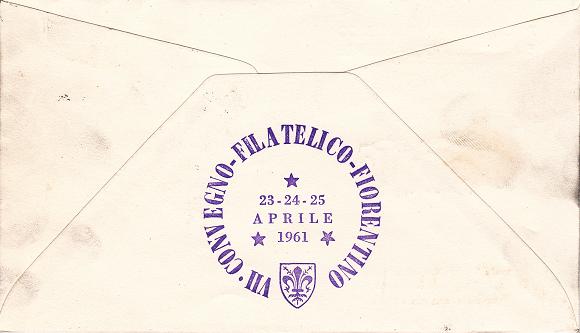 VII · CONVEGNO-FILATELICO-FIORENTINO
23-24-25
APRILE
1961